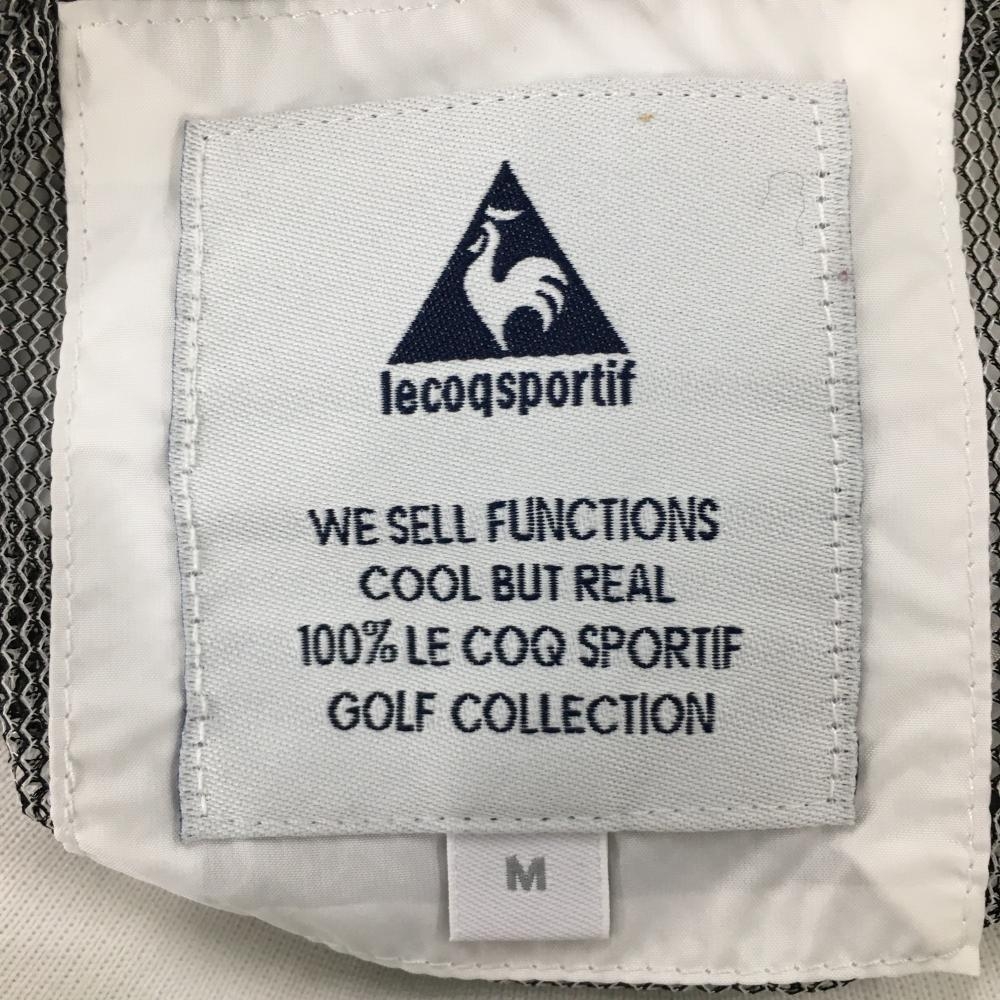 lecoqsportif
WE SELL FUNCTIONS
COOL BUT REAL
100% LE COQ SPORTIF
GOLF COLLECTION
M